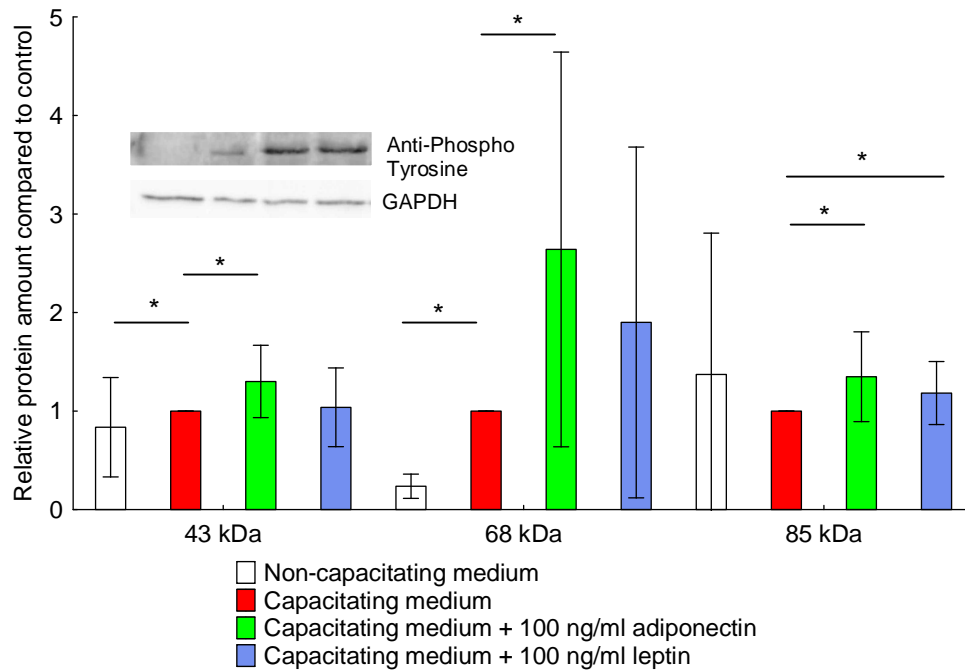 Relative protein amount compared to control
5
4
3
2
1
0
*
*
*
*
*
*
Anti-Phospho
Tyrosine
GAPDH
43 kDa
68 kDa
85 kDa
Non-capacitating medium
Capacitating medium
Capacitating medium + 100 ng/ml adiponectin
Capacitating medium + 100 ng/ml leptin